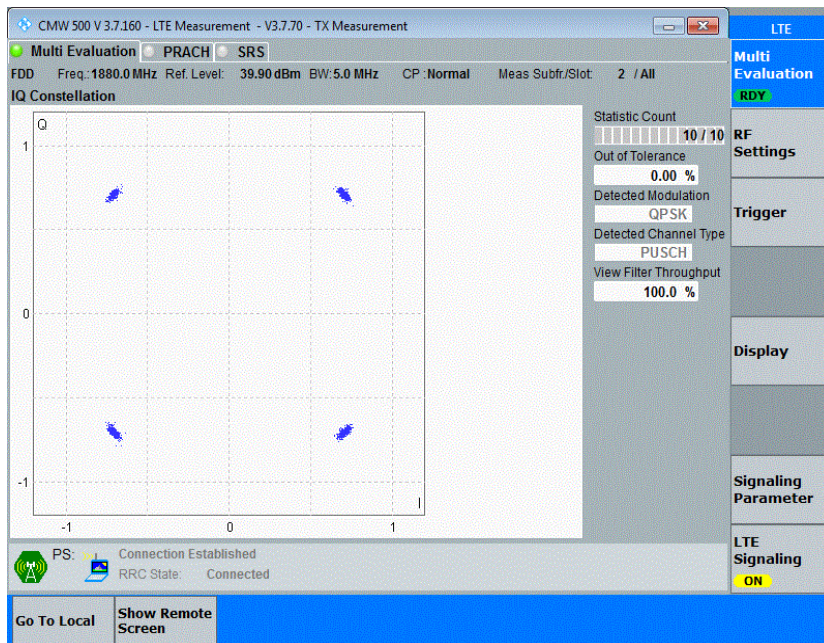 CMW 500 V 3.7.160 - LTE Measurement - V3.7.70 - TX Measurement
Multi Evaluation PRACH SRS
FDD Freq.: 1880.0 MHz Ref. Level: 39.90 dBm BW: 5.0 MHz CP : Normal Meas Subfr./Slot: 2 / All
IQ Constellation
Q
1
0
-1
-1 0 1
I
Statistic Count
10 / 10
Out of Tolerance
0.00 %
Detected Modulation
QPSK
Detected Channel Type
PUSCH
View Filter Throughput
100.0 %
PS: Connection Established
RRC State: Connected
LTE
Multi
Evaluation
RDY
RF
Settings
Trigger
Display
Signaling
Parameter
LTE
Signaling
ON
Go To Local
Show Remote
Screen